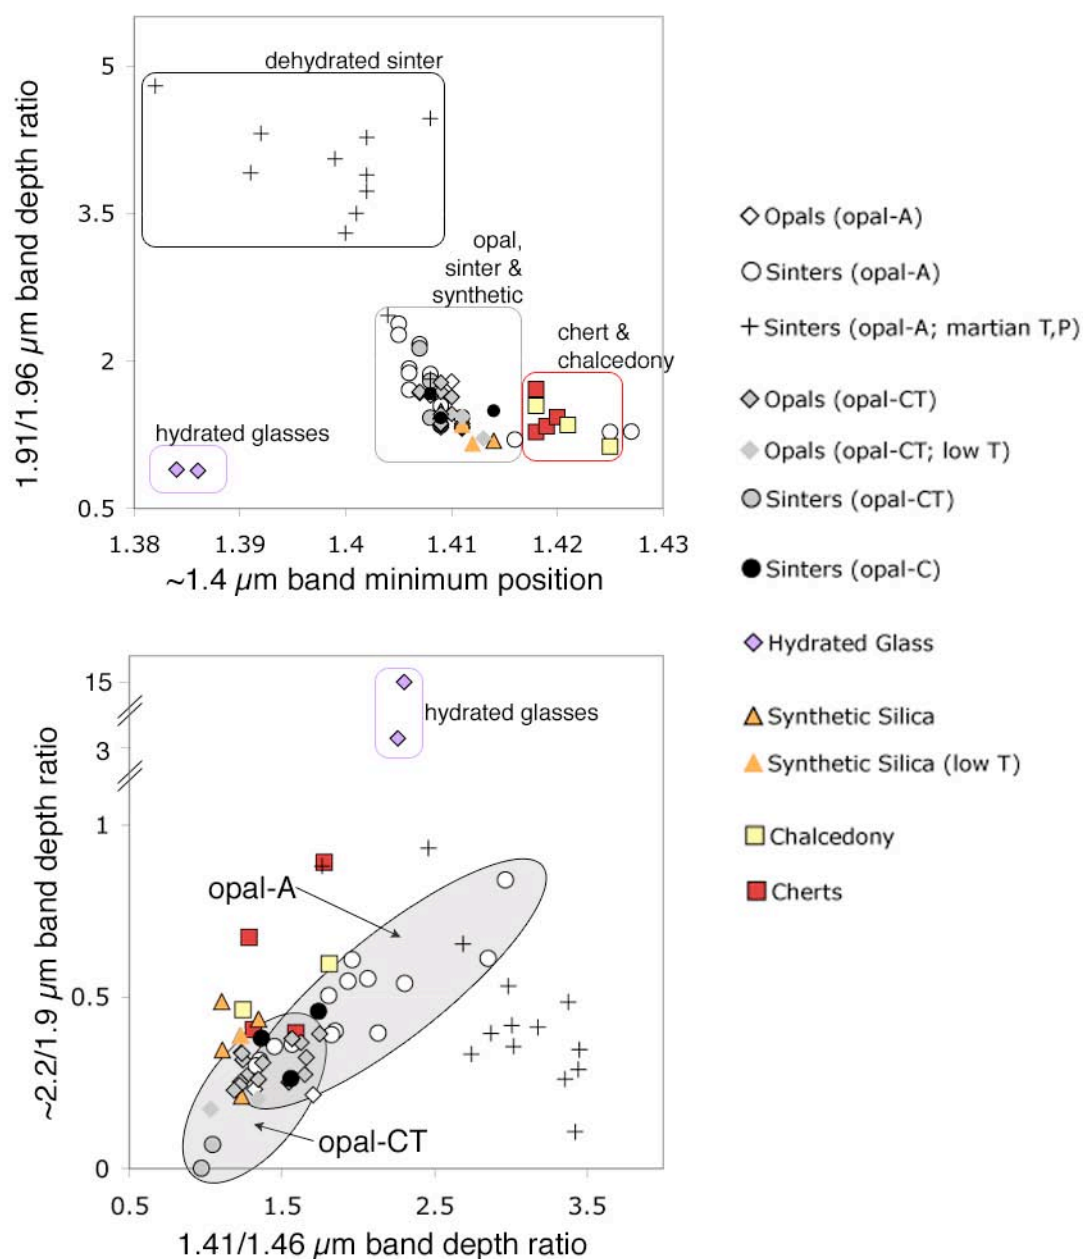 dehydrated sinter
5
3.5
2
0.5
1.91/1.96 µm band depth ratio
opal,
sinter &
synthetic
chert &
chalcedony
hydrated glasses
1.38
1.39
1.4
1.41
1.42
1.43
~1.4 µm band minimum position
Opals (opal-A)
Sinters (opal-A)
Sinters (opal-A; martian T,P)
Opals (opal-CT)
Opals (opal-CT; low T)
Sinters (opal-CT)
Sinters (opal-C)
Hydrated Glass
Synthetic Silica
Synthetic Silica (low T)
Chalcedony
Cherts
15
3
1
0.5
0
~2.2/1.9 µm band depth ratio
hydrated glasses
opal-A
opal-CT
0.5
1.5
2.5
3.5
1.41/1.46 µm band depth ratio